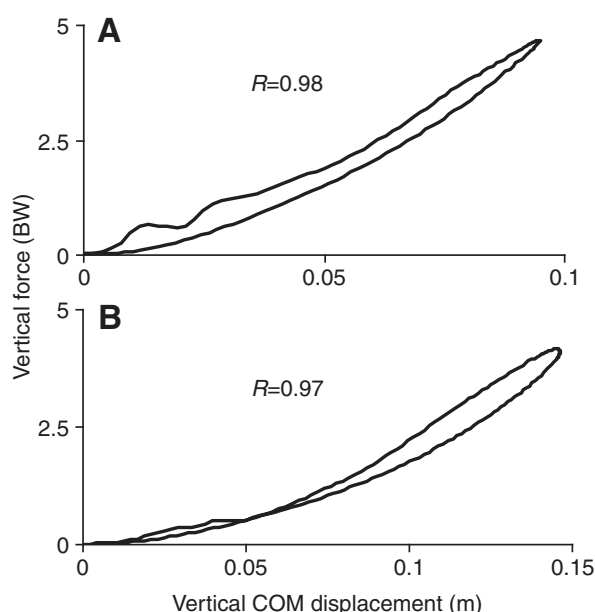 A
5
R=0.98
2.5
0
0 0.05 0.1
Vertical force (BW)
B
5
R=0.97
2.5
0
0 0.05 0.1 0.15
Vertical COM displacement (m)